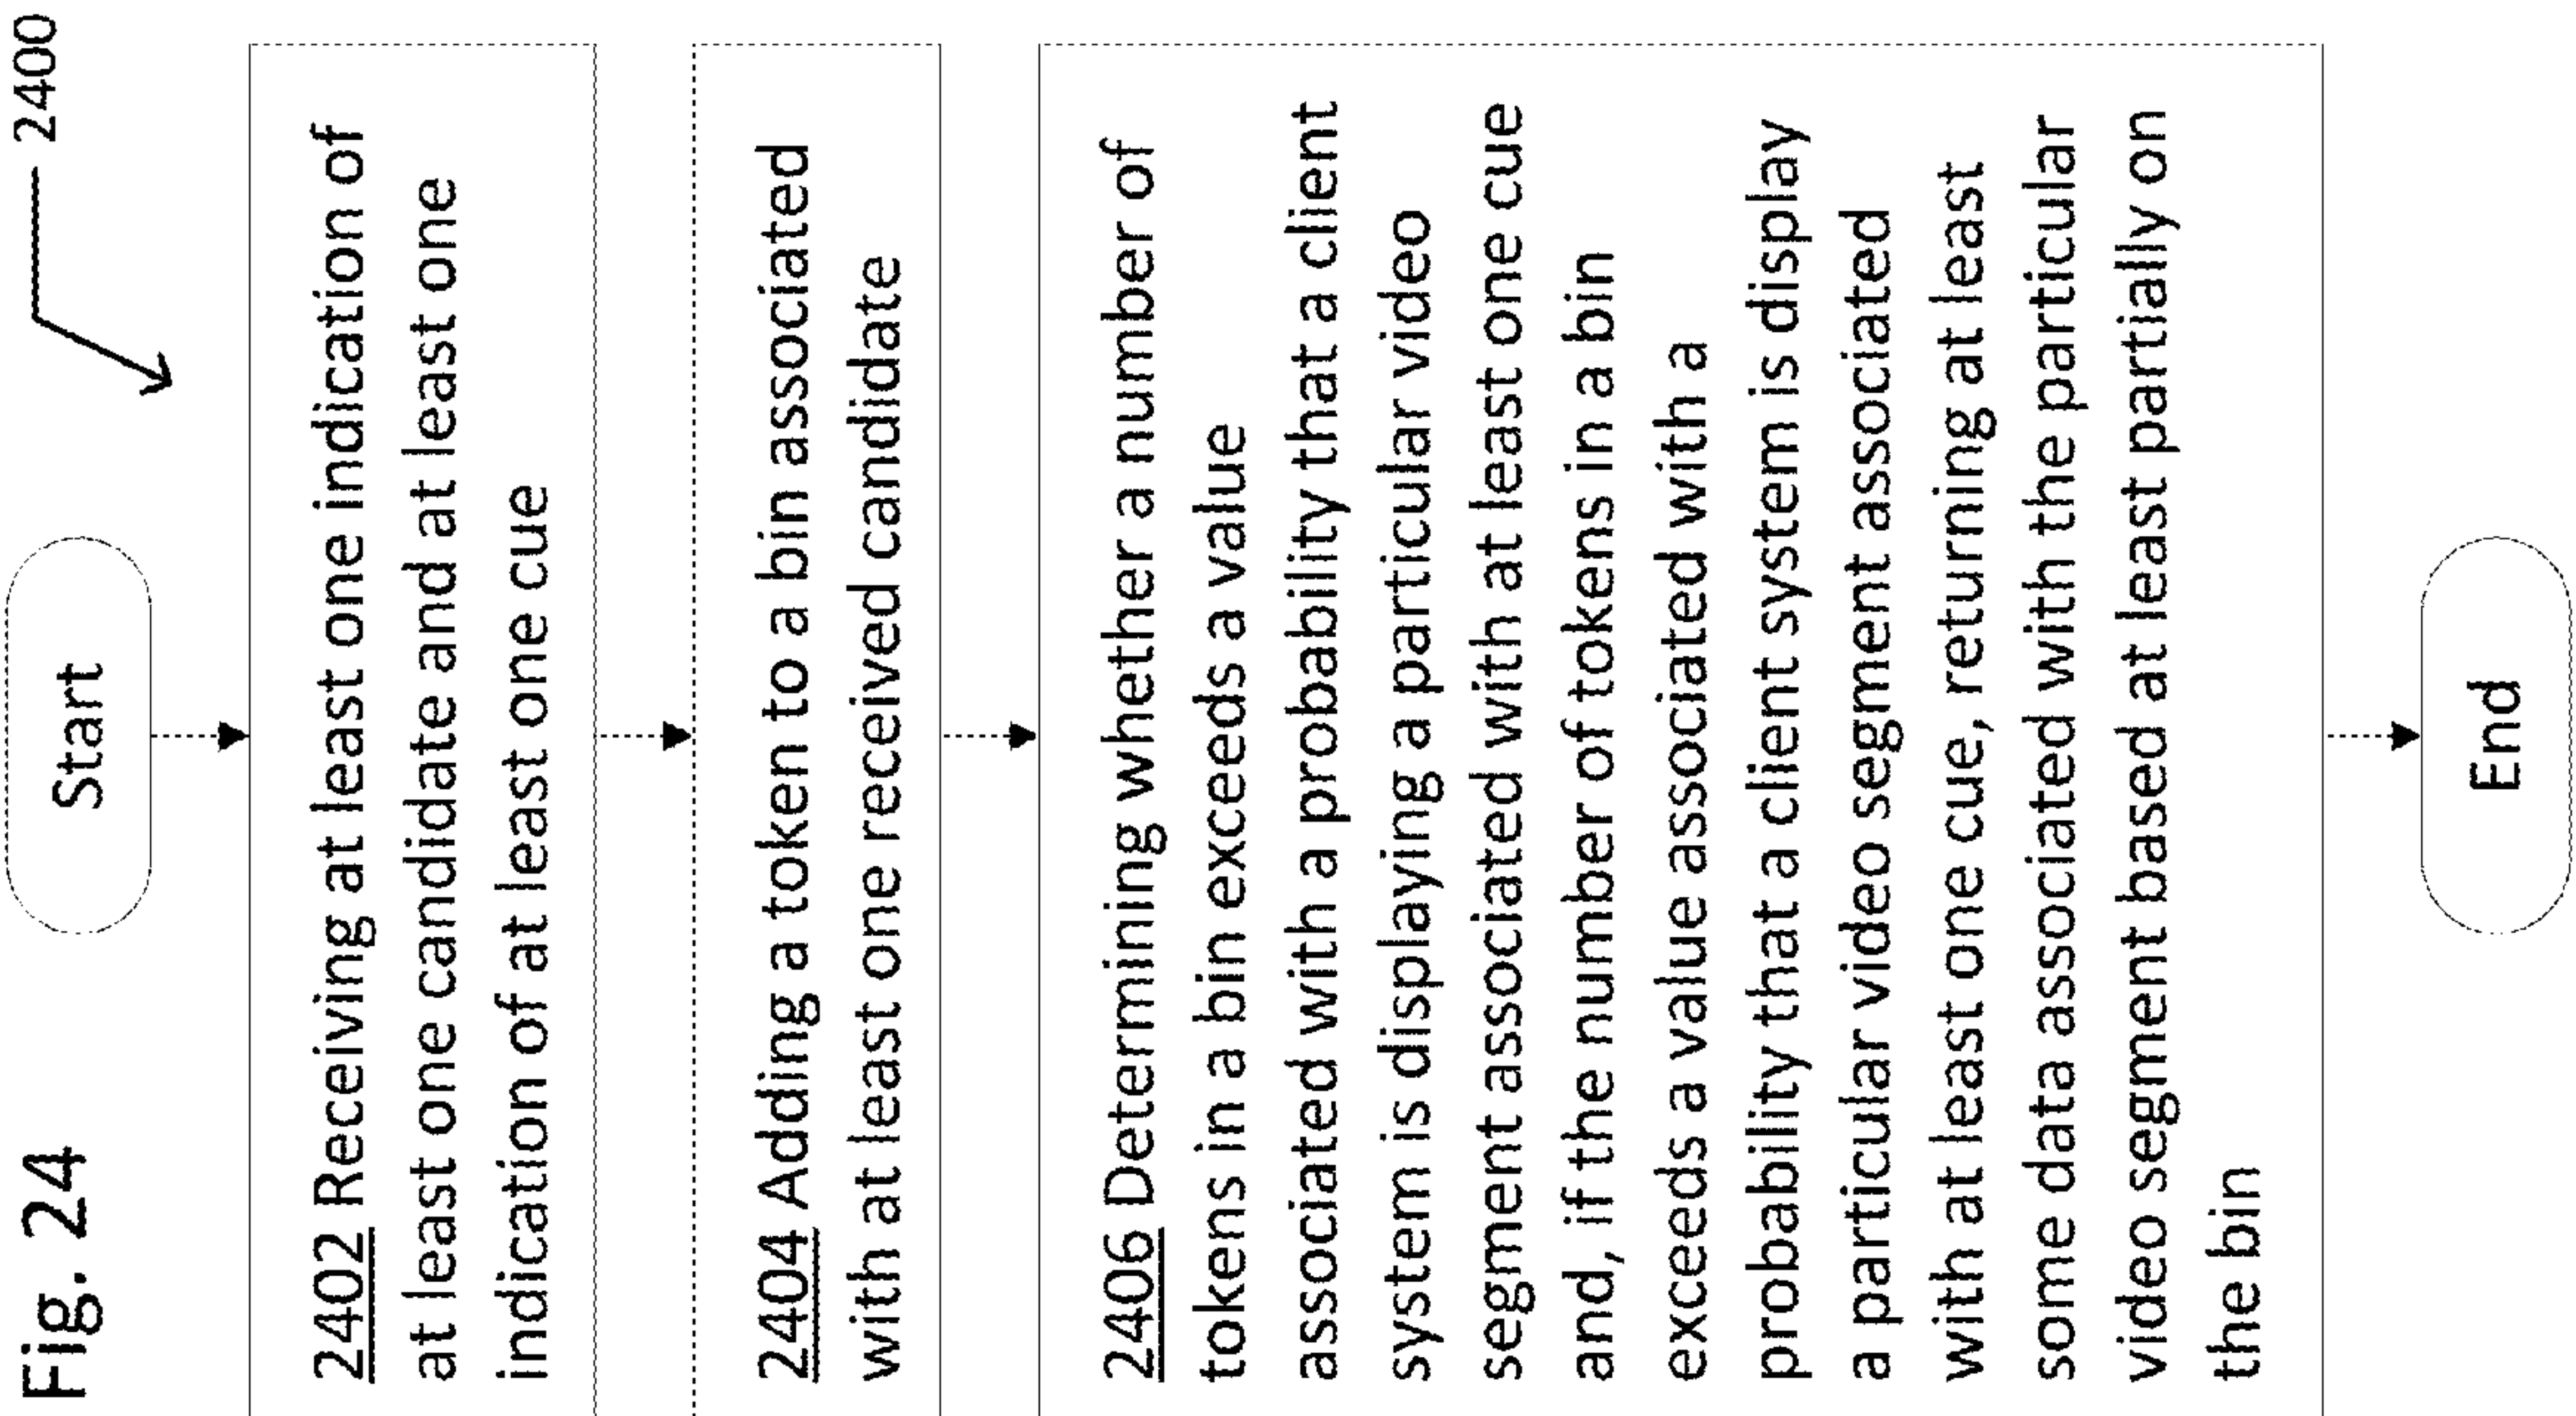 Fig. 24
2400
Start
2402 Receiving at least one indication of
at least one candidate and at least one
indication of at least one cue
2404 Adding a token to a bin associated
with at least one received candidate
2406 Determining whether a number of
tokens in a bin exceeds a value
associated with a probability that a client
system is displaying a particular video
segment associated with at least one cue
and, if the number of tokens in a bin
exceeds a value associated with a
probability that a client system is display
a particular video segment associated
with at least one cue, returning at least
some data associated with the particular
video segment based at least partially on
the bin
End